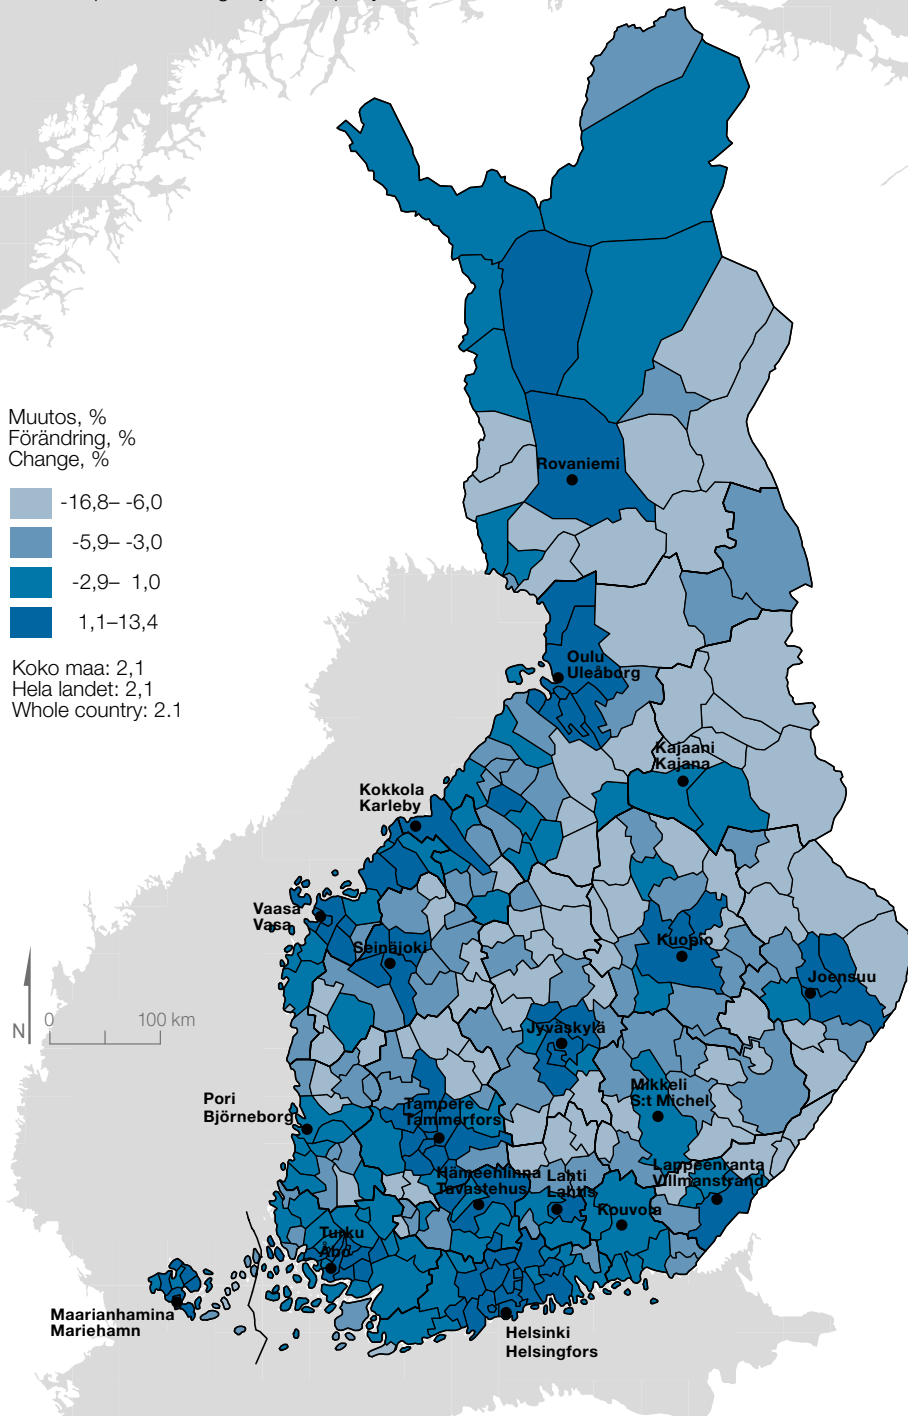 Muutos, %
Förändring, %
Change, %
-16,8– -6,0
-5,9– -3,0
-2,9– 1,0
1,1–13,4
Koko maa: 2,1
Hela landet: 2,1
Whole country: 2.1
Rovaniemi
Oulu
Uleåborg
Kajaani
Kajana
Kokkola
Karleby
Vaasa
Vasa
Seinäjoki
Kuopio
Joensuu
N
0
100 km
Jyväskylä
Mikkeli
S:t Michel
Pori
Björneborg
Tampere
Tammerfors
Hämeenlinna
Tavastehus
Lahti
Lahtis
Lappeenranta
Villmanstrand
Kouvola
Turku
Åbo
Maarianhamina
Mariehamn
Helsinki
Helsingfors